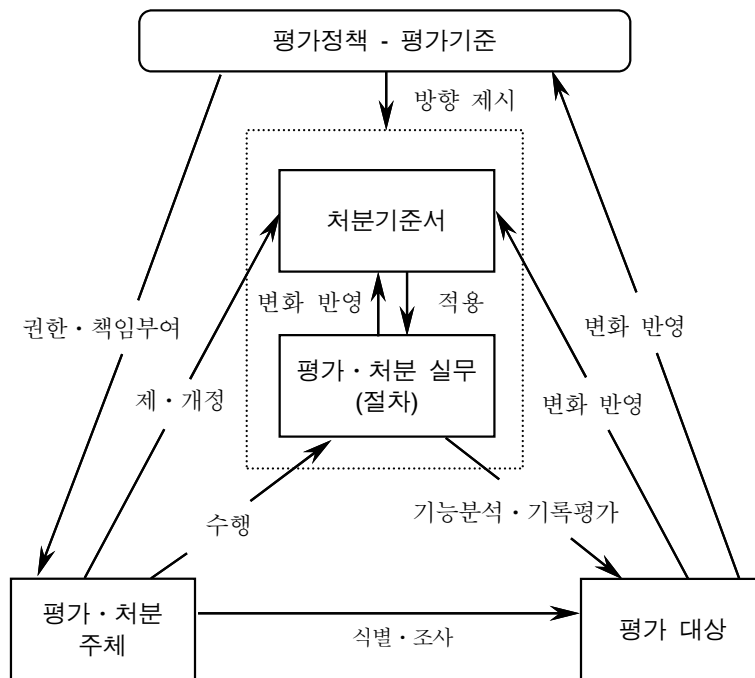 평가정책 - 평가기준
방향 제시
처분기준서
변화 반영
적용
권한・책임부여
변화 반영
평가・처분 실무
(절차)
제・개정
변화 반영
수행
기능분석・기록평가
평가・처분
주체
식별・조사
평가 대상